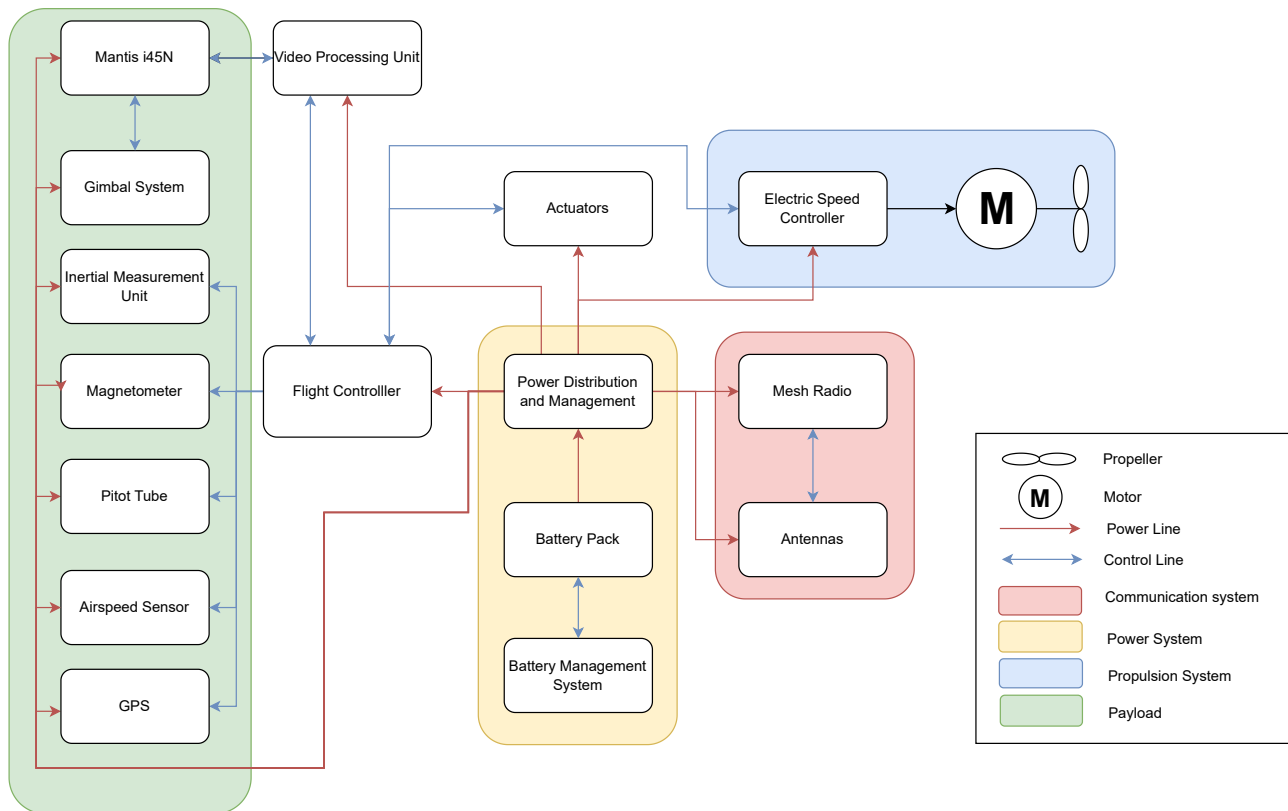 Mantis i45N
Video Processing Unit
Gimbal System
Actuators
Electric Speed
Controller
M
Inertial Measurement
Unit
Magnetometer
Flight Controlller
Power Distribution
and Management
Mesh Radio
Pitot Tube
Battery Pack
Antennas
Airspeed Sensor
Battery Management
System
GPS
Propeller
M
Motor
Power Line
Control Line
Communication system
Power System
Propulsion System
Payload